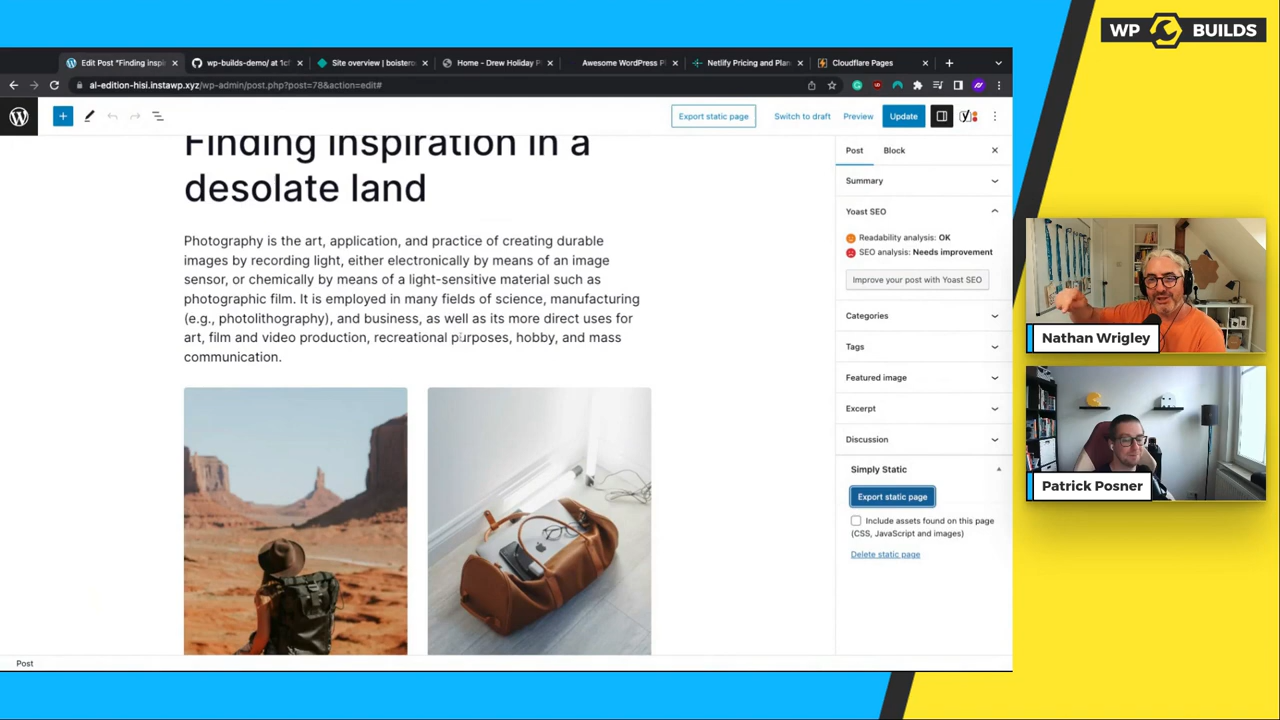 WP BUILDS
Edit Post "Finding inspi
wp-builds-demo/ at 1cf
Site overview | boisteror
Home - Drew Holiday Ph
Awesome WordPress P
Netlify Pricing and Plan
Cloudflare Pages
al-edition-hisi.instawp.xyz/wp-admin/post.php?post=78&action=edit#
Export static page
Switch to draft
Preview
Update
Finding inspiration in a
desolate land
Photography is the art, application, and practice of creating durable
images by recording light, either electronically by means of an image
sensor, or chemically by means of a light-sensitive material such as
photographic film. It is employed in many fields of science, manufacturing
(e.g., photolithography), and business, as well as its more direct uses for
art, film and video production, recreational purposes, hobby, and mass
communication.
Post
Block
Summary
Yoast SEO
Readability analysis: OK
SEO analysis: Needs improvement
Improve your post with Yoast SEO
Categories
Tags
Featured image
Excerpt
Discussion
Simply Static
Export static page
Include assets found on this page
(CSS, JavaScript and images)
Delete static page
Post
Nathan Wrigley
Patrick Posner